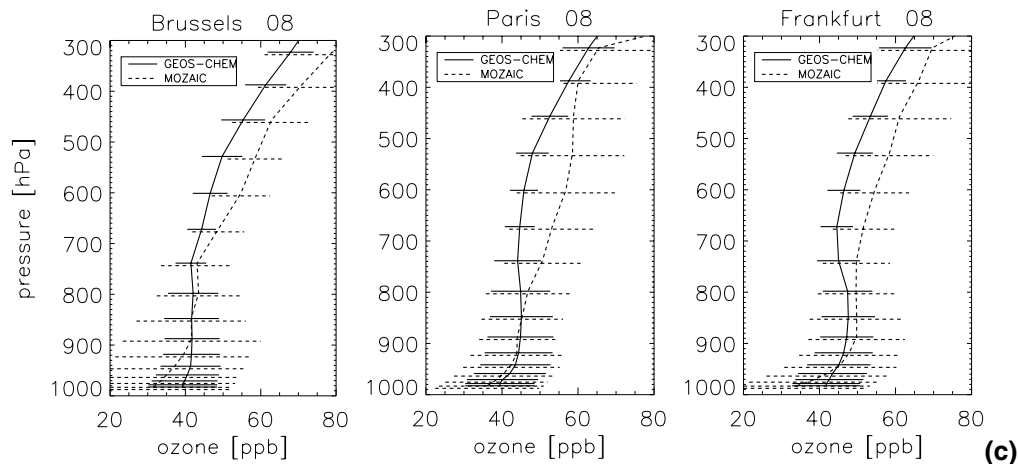 Brussels 08
300
400
500
600
700
800
900
1000
pressure [hPa]
GEOS-CHEM
MOZAIC
20 40 60 80
ozone [ppb]
Paris 08
300
400
500
600
700
800
900
1000
GEOS-CHEM
MOZAIC
20 40 60 80
ozone [ppb]
Frankfurt 08
300
400
500
600
700
800
900
1000
GEOS-CHEM
MOZAIC
20 40 60 80
ozone [ppb]
(c)